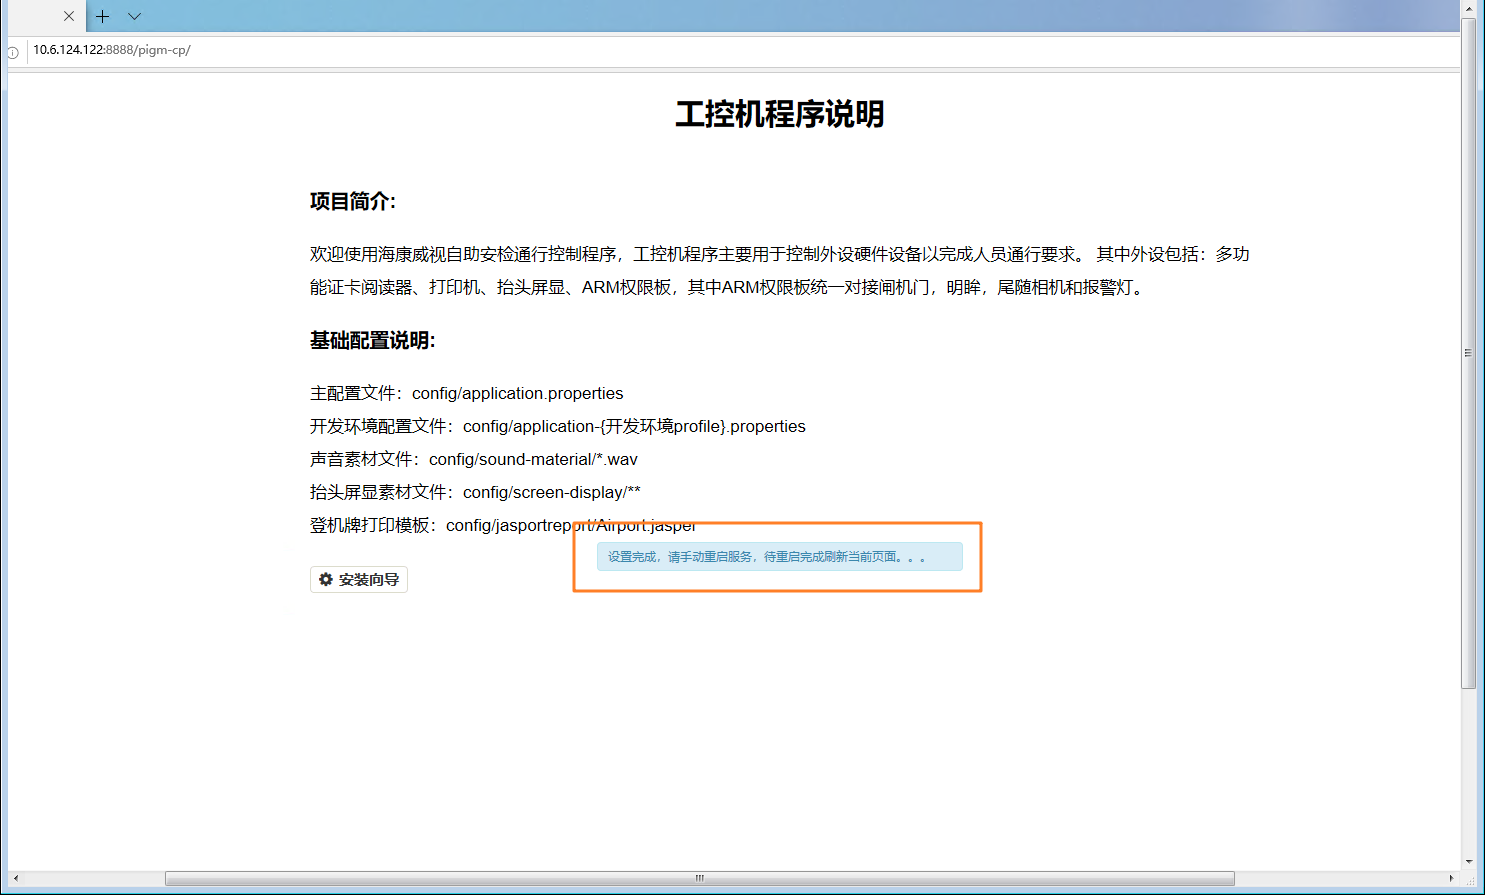 10.6.124.122:8888/pigm-cp/
工控机程序说明
项目简介:
欢迎使用海康威视自助安检通行控制程序，工控机程序主要用于控制外设硬件设备以完成人员通行要求。 其中外设包括：多功
能证卡阅读器、打印机、抬头屏显、ARM权限板，其中ARM权限板统一对接闸机门，明眸，尾随相机和报警灯。
基础配置说明:
主配置文件：config/application.properties
开发环境配置文件：config/application-{开发环境profile}.properties
声音素材文件：config/sound-material/*.wav
抬头屏显素材文件：config/screen-display/**
登机牌打印模板：config/jasportreport/Airport.jasper
设置完成，请手动重启服务，待重启完成刷新当前页面。。。
安装向导